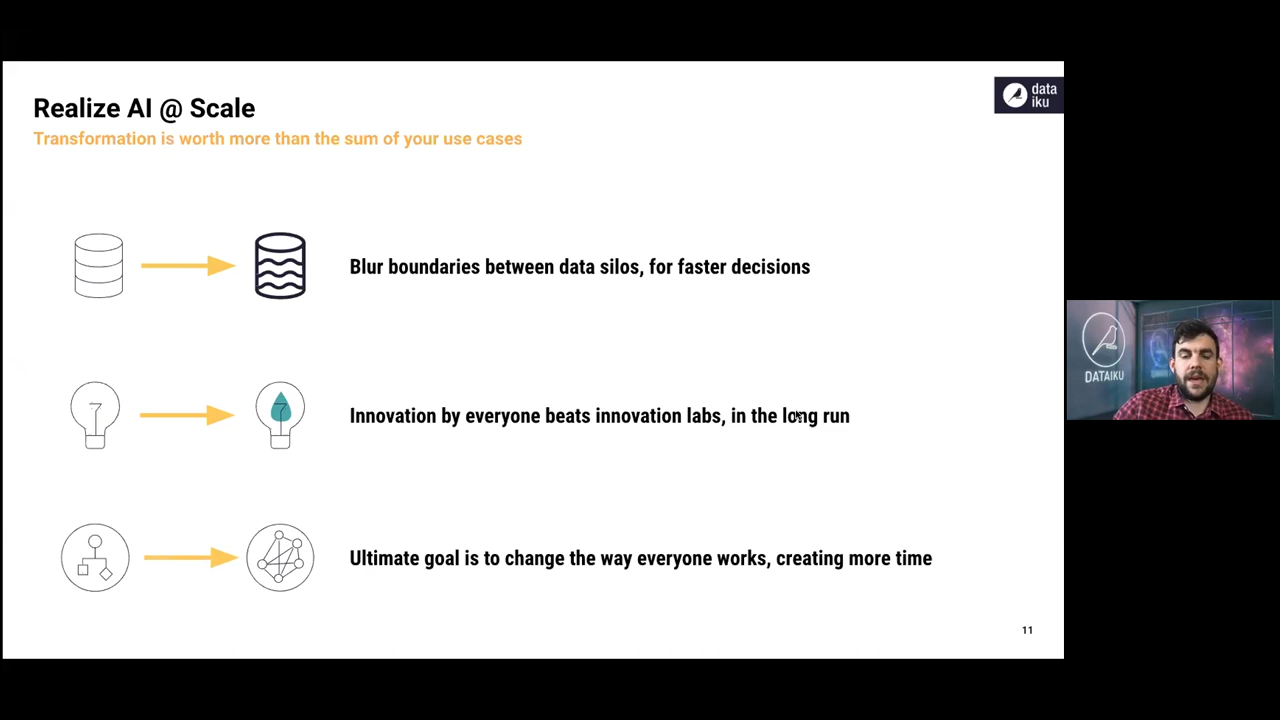 Realize AI @ Scale
Transformation is worth more than the sum of your use cases
data
iku
Blur boundaries between data silos, for faster decisions
Innovation by everyone beats innovation labs, in the long run
Ultimate goal is to change the way everyone works, creating more time
11
DATAIKU